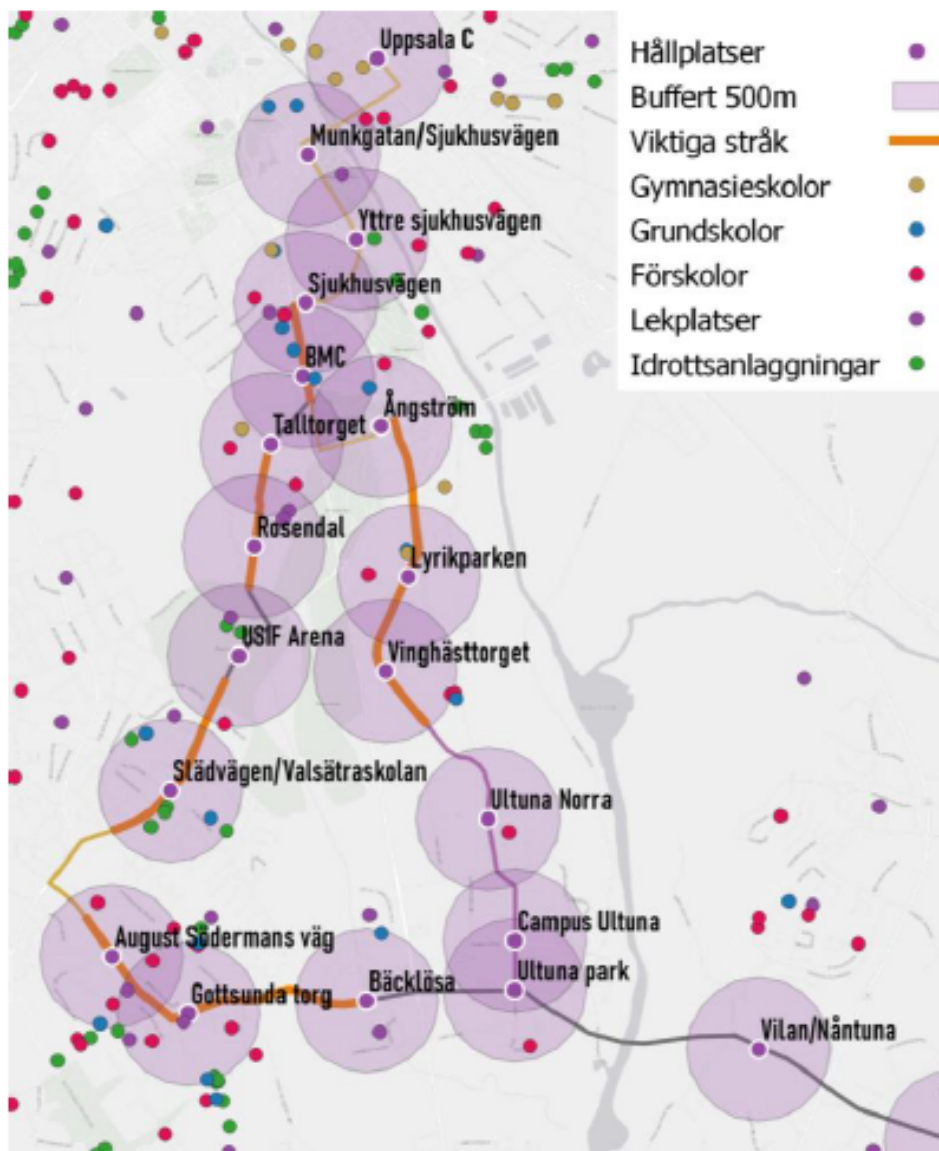 Uppsala C
Munkgatan/Sjukhusvägen
Yttre sjukhusvägen
Sjukhusvägen
BMC
Ångström
Talltorget
Rosendal
Lyrikparken
USIF Arena
Vinghästtorget
Slädvägen/Valsätraskolan
Ultuna Norra
August Södermans väg
Campus Ultuna
Gottsunda torg
Bäcklösa
Ultuna park
Vilan/Nåntuna
Hållplatser
Buffert 500m
Viktiga stråk
Gymnasieskolor
Grundskolor
Förskolor
Lekplatser
Idrottsanlaggningar